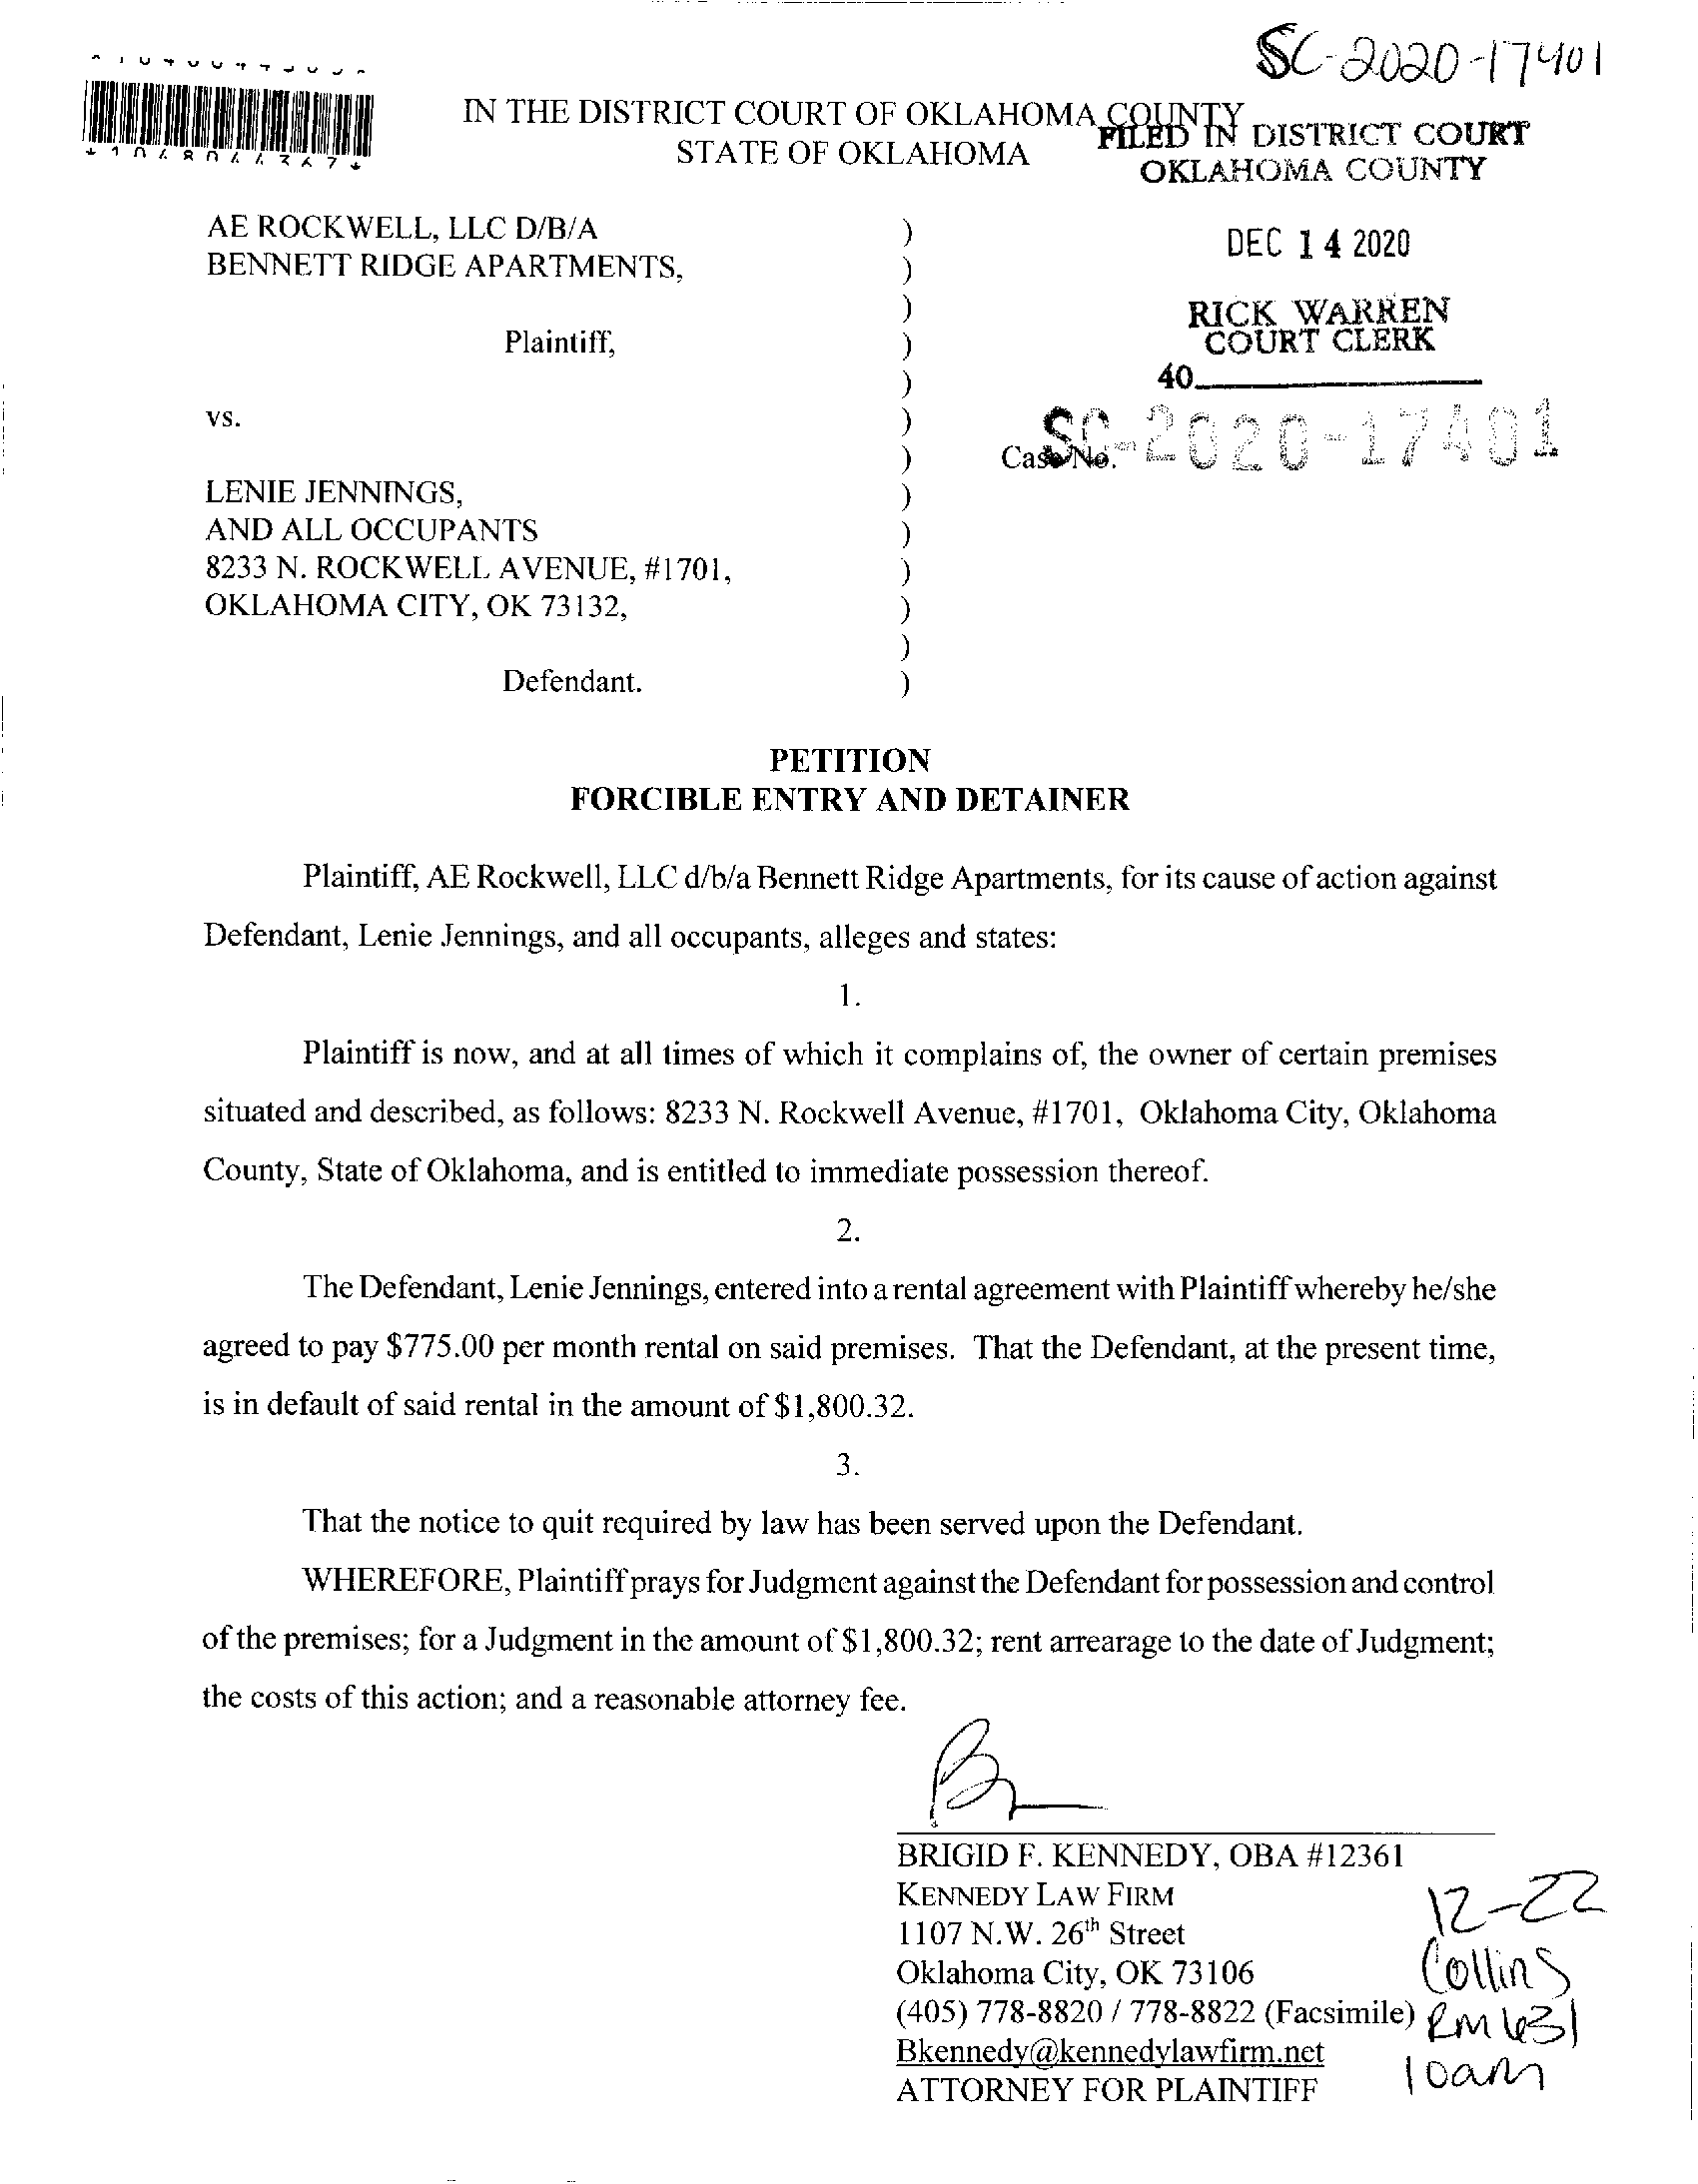 SC-2020-17401
IN THE DISTRICT COURT OF OKLAHOMA COUNTY
STATE OF OKLAHOMA
FILED IN DISTRICT COURT
OKLAHOMA COUNTY
AE ROCKWELL, LLC D/B/A )
BENNETT RIDGE APARTMENTS, )
)
Plaintiff, )
)
vs. )
)
LENIE JENNINGS, )
AND ALL OCCUPANTS )
8233 N. ROCKWELL AVENUE, #1701, )
OKLAHOMA CITY, OK 73132, )
)
Defendant. )
DEC 14 2020
RICK WARREN
COURT CLERK
40
Case No. SC-2020-17401
PETITION
FORCIBLE ENTRY AND DETAINER
Plaintiff, AE Rockwell, LLC d/b/a Bennett Ridge Apartments, for its cause of action against
Defendant, Lenie Jennings, and all occupants, alleges and states:
1.
Plaintiff is now, and at all times of which it complains of, the owner of certain premises
situated and described, as follows: 8233 N. Rockwell Avenue, #1701, Oklahoma City, Oklahoma
County, State of Oklahoma, and is entitled to immediate possession thereof.
2.
The Defendant, Lenie Jennings, entered into a rental agreement with Plaintiff whereby he/she
agreed to pay $775.00 per month rental on said premises. That the Defendant, at the present time,
is in default of said rental in the amount of $1,800.32.
3.
That the notice to quit required by law has been served upon the Defendant.
WHEREFORE, Plaintiff prays for Judgment against the Defendant for possession and control
of the premises; for a Judgment in the amount of $1,800.32; rent arrearage to the date of Judgment;
the costs of this action; and a reasonable attorney fee.
BRIGID F. KENNEDY, OBA #12361
KENNEDY LAW FIRM
1107 N.W. 26th Street
Oklahoma City, OK 73106
(405) 778-8820 / 778-8822 (Facsimile)
Bkennedy@kennedylawfirm.net
ATTORNEY FOR PLAINTIFF
12-22
Collins
RM 631
10am